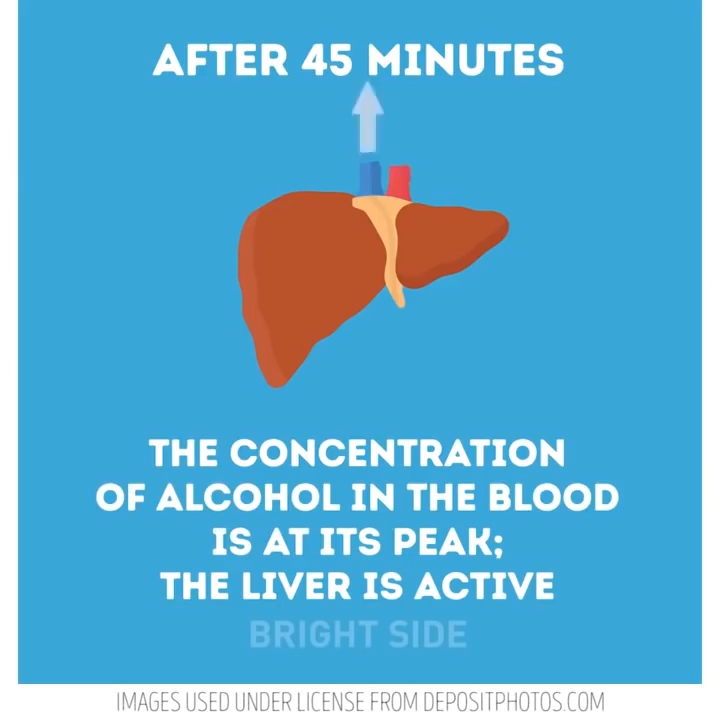 AFTER 45 MINUTES
THE CONCENTRATION
OF ALCOHOL IN THE BLOOD
IS AT ITS PEAK;
THE LIVER IS ACTIVE
BRIGHT SIDE
IMAGES USED UNDER LICENSE FROM DEPOSITPHOTOS.COM